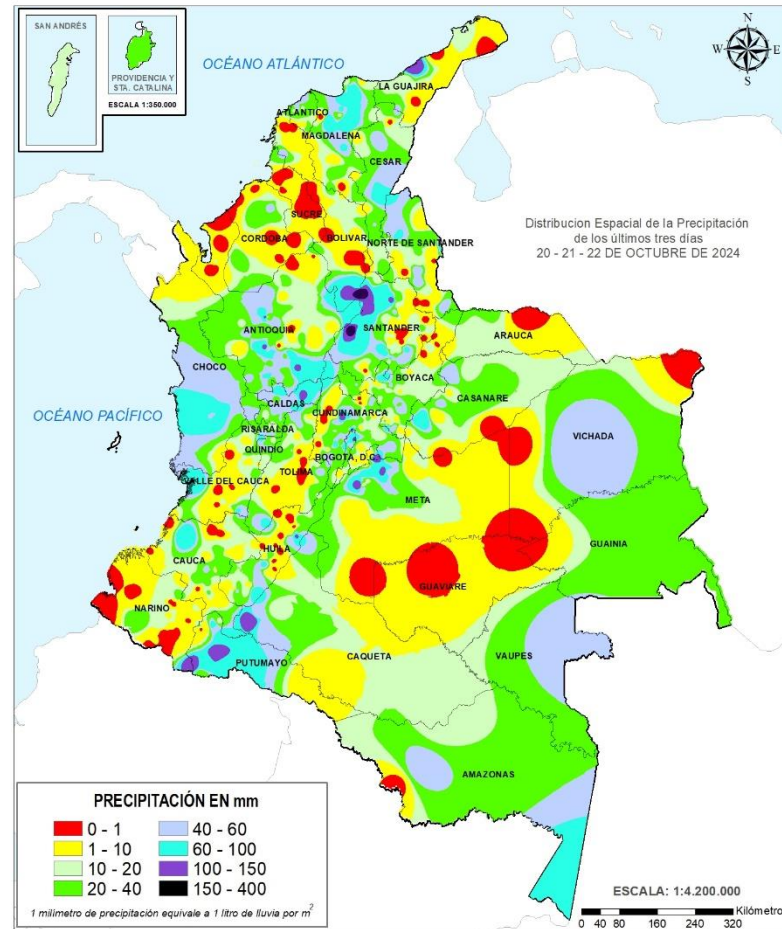 SAN ANDRÉS
PROVIDENCIA Y
STA. CATALINA
ESCALA 1:350.000
OCÉANO ATLÁNTICO
N
W E
S
LA GUAJIRA
ATLANTICO
MAGDALENA
CESAR
SUCRE
CORDOBA
BOLIVAR
NORTE DE SANTANDER
Distribucion Espacial de la Precipitación
de los últimos tres días
20 - 21 - 22 DE OCTUBRE DE 2024
ANTIOQUIA
SANTANDER
ARAUCA
CHOCO
BOYACA
CASANARE
OCÉANO PACÍFICO
CALDAS
CUNDINAMARCA
RISARALDA
VICHADA
QUINDIO
BOGOTA, D.C.
TOLIMA
VALLE DEL CAUCA
META
GUAINIA
HUILA
CAUCA
GUAVIARE
NARIÑO
CAQUETA
VAUPES
PUTUMAYO
AMAZONAS
PRECIPITACIÓN EN mm
0 - 1
1 - 10
10 - 20
20 - 40
40 - 60
60 - 100
100 - 150
150 - 400
1 milimetro de precipitación equivale a 1 litro de lluvia por m²
ESCALA: 1:4.200.000
Kilómetro
0 40 80 160 240 320